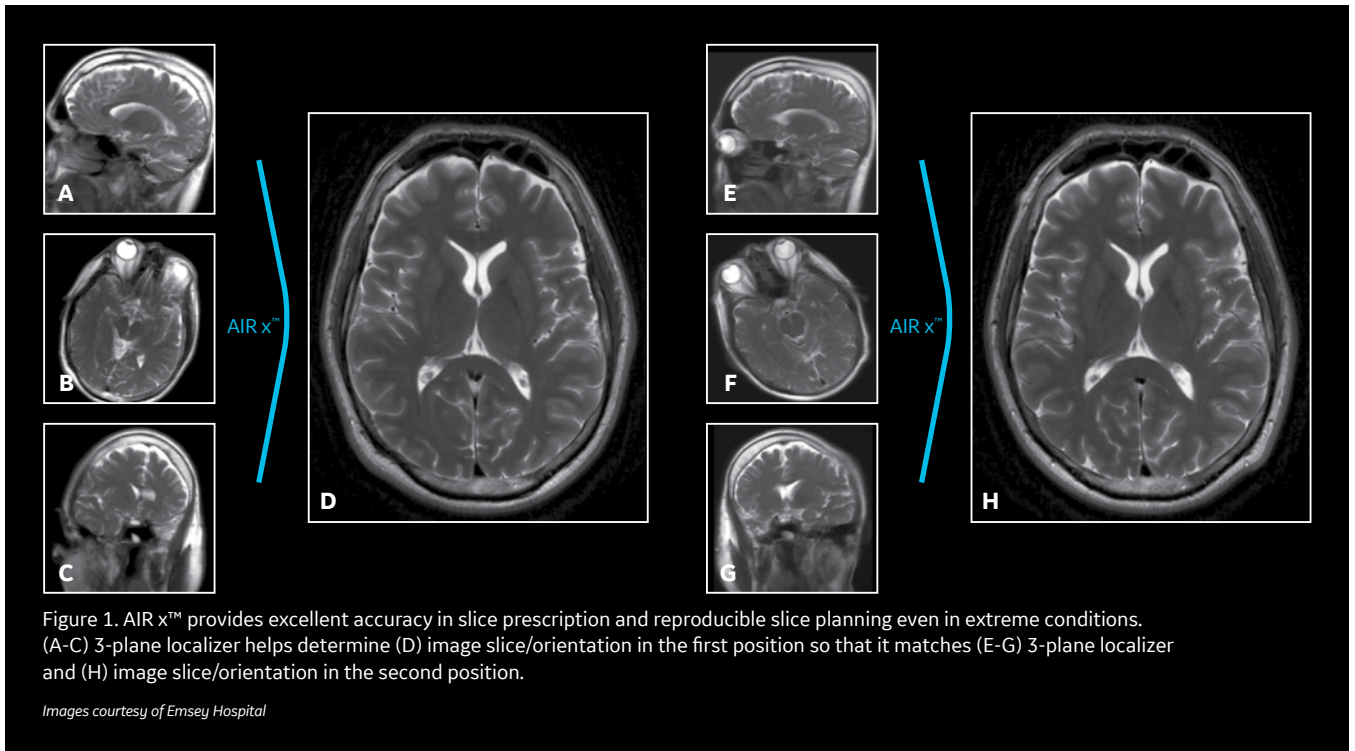 A
B
C
AIR x™
D
E
F
G
AIR x™
H
Figure 1. AIR x™ provides excellent accuracy in slice prescription and reproducible slice planning even in extreme conditions.
(A-C) 3-plane localizer helps determine (D) image slice/orientation in the first position so that it matches (E-G) 3-plane localizer
and (H) image slice/orientation in the second position.
Images courtesy of Emsey Hospital